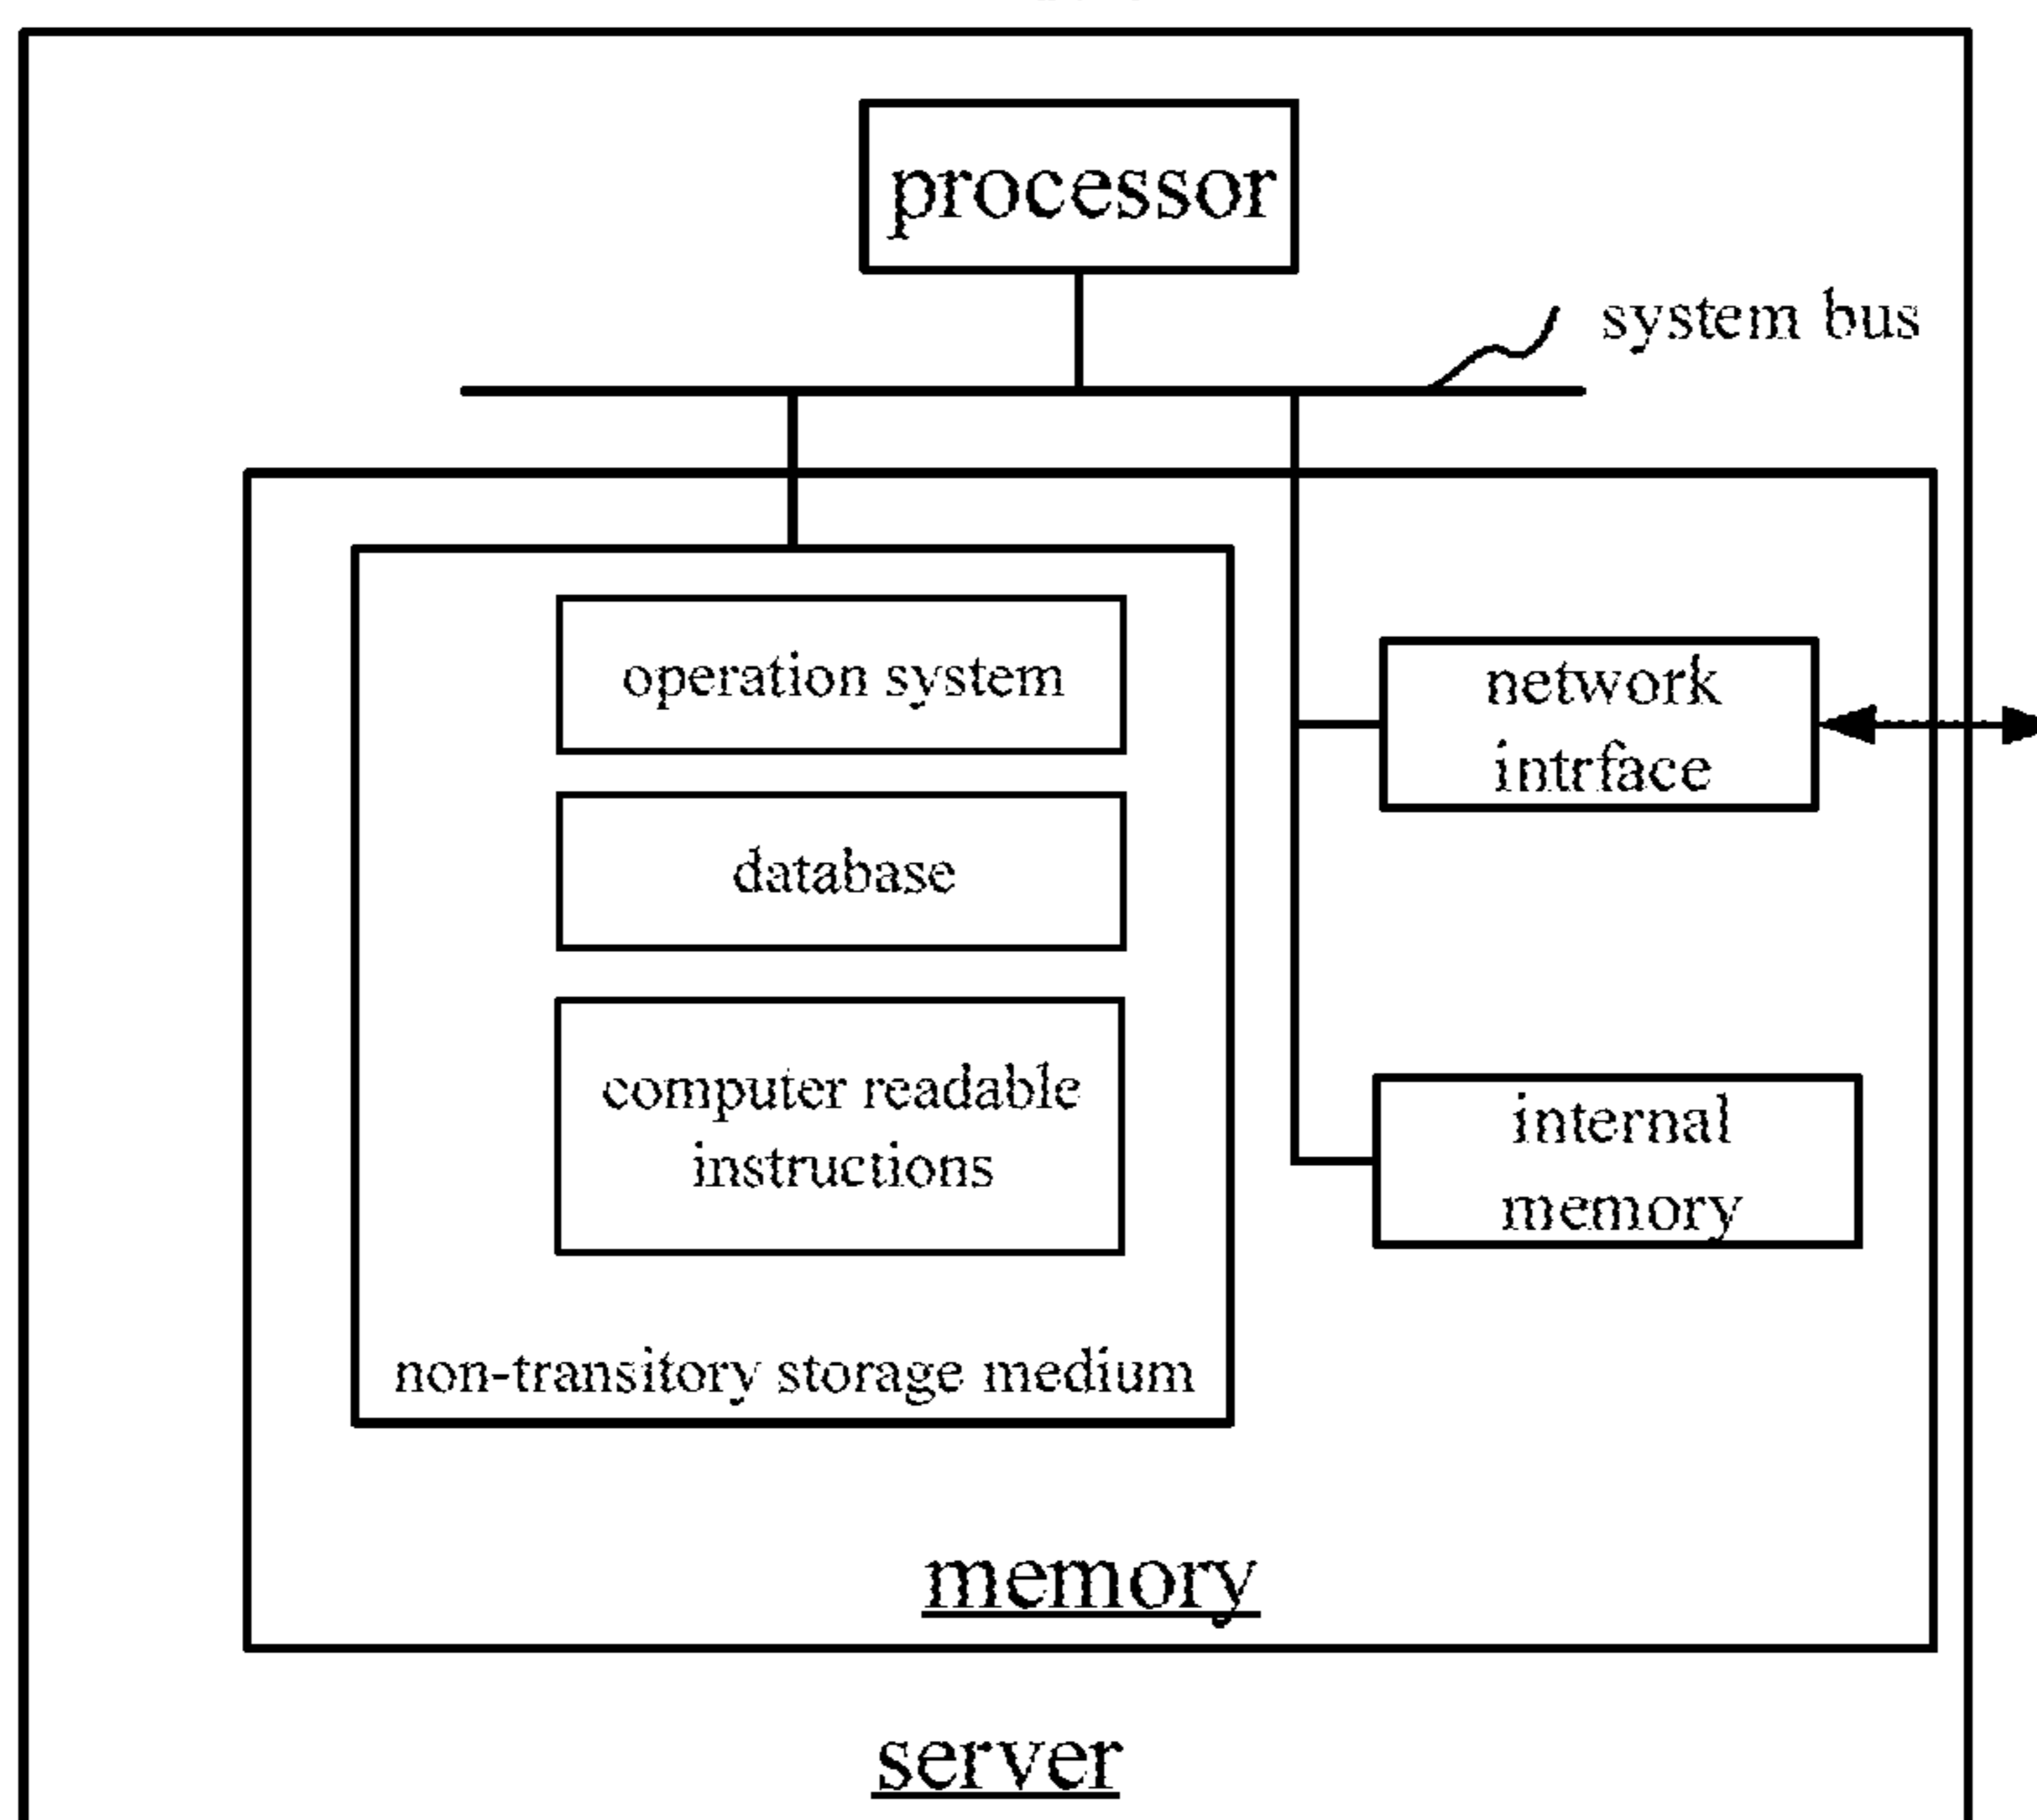 processor
system bus
operation system
network
intrface
database
computer readable
instructions
internal
memory
non-transitory storage medium
memory
server